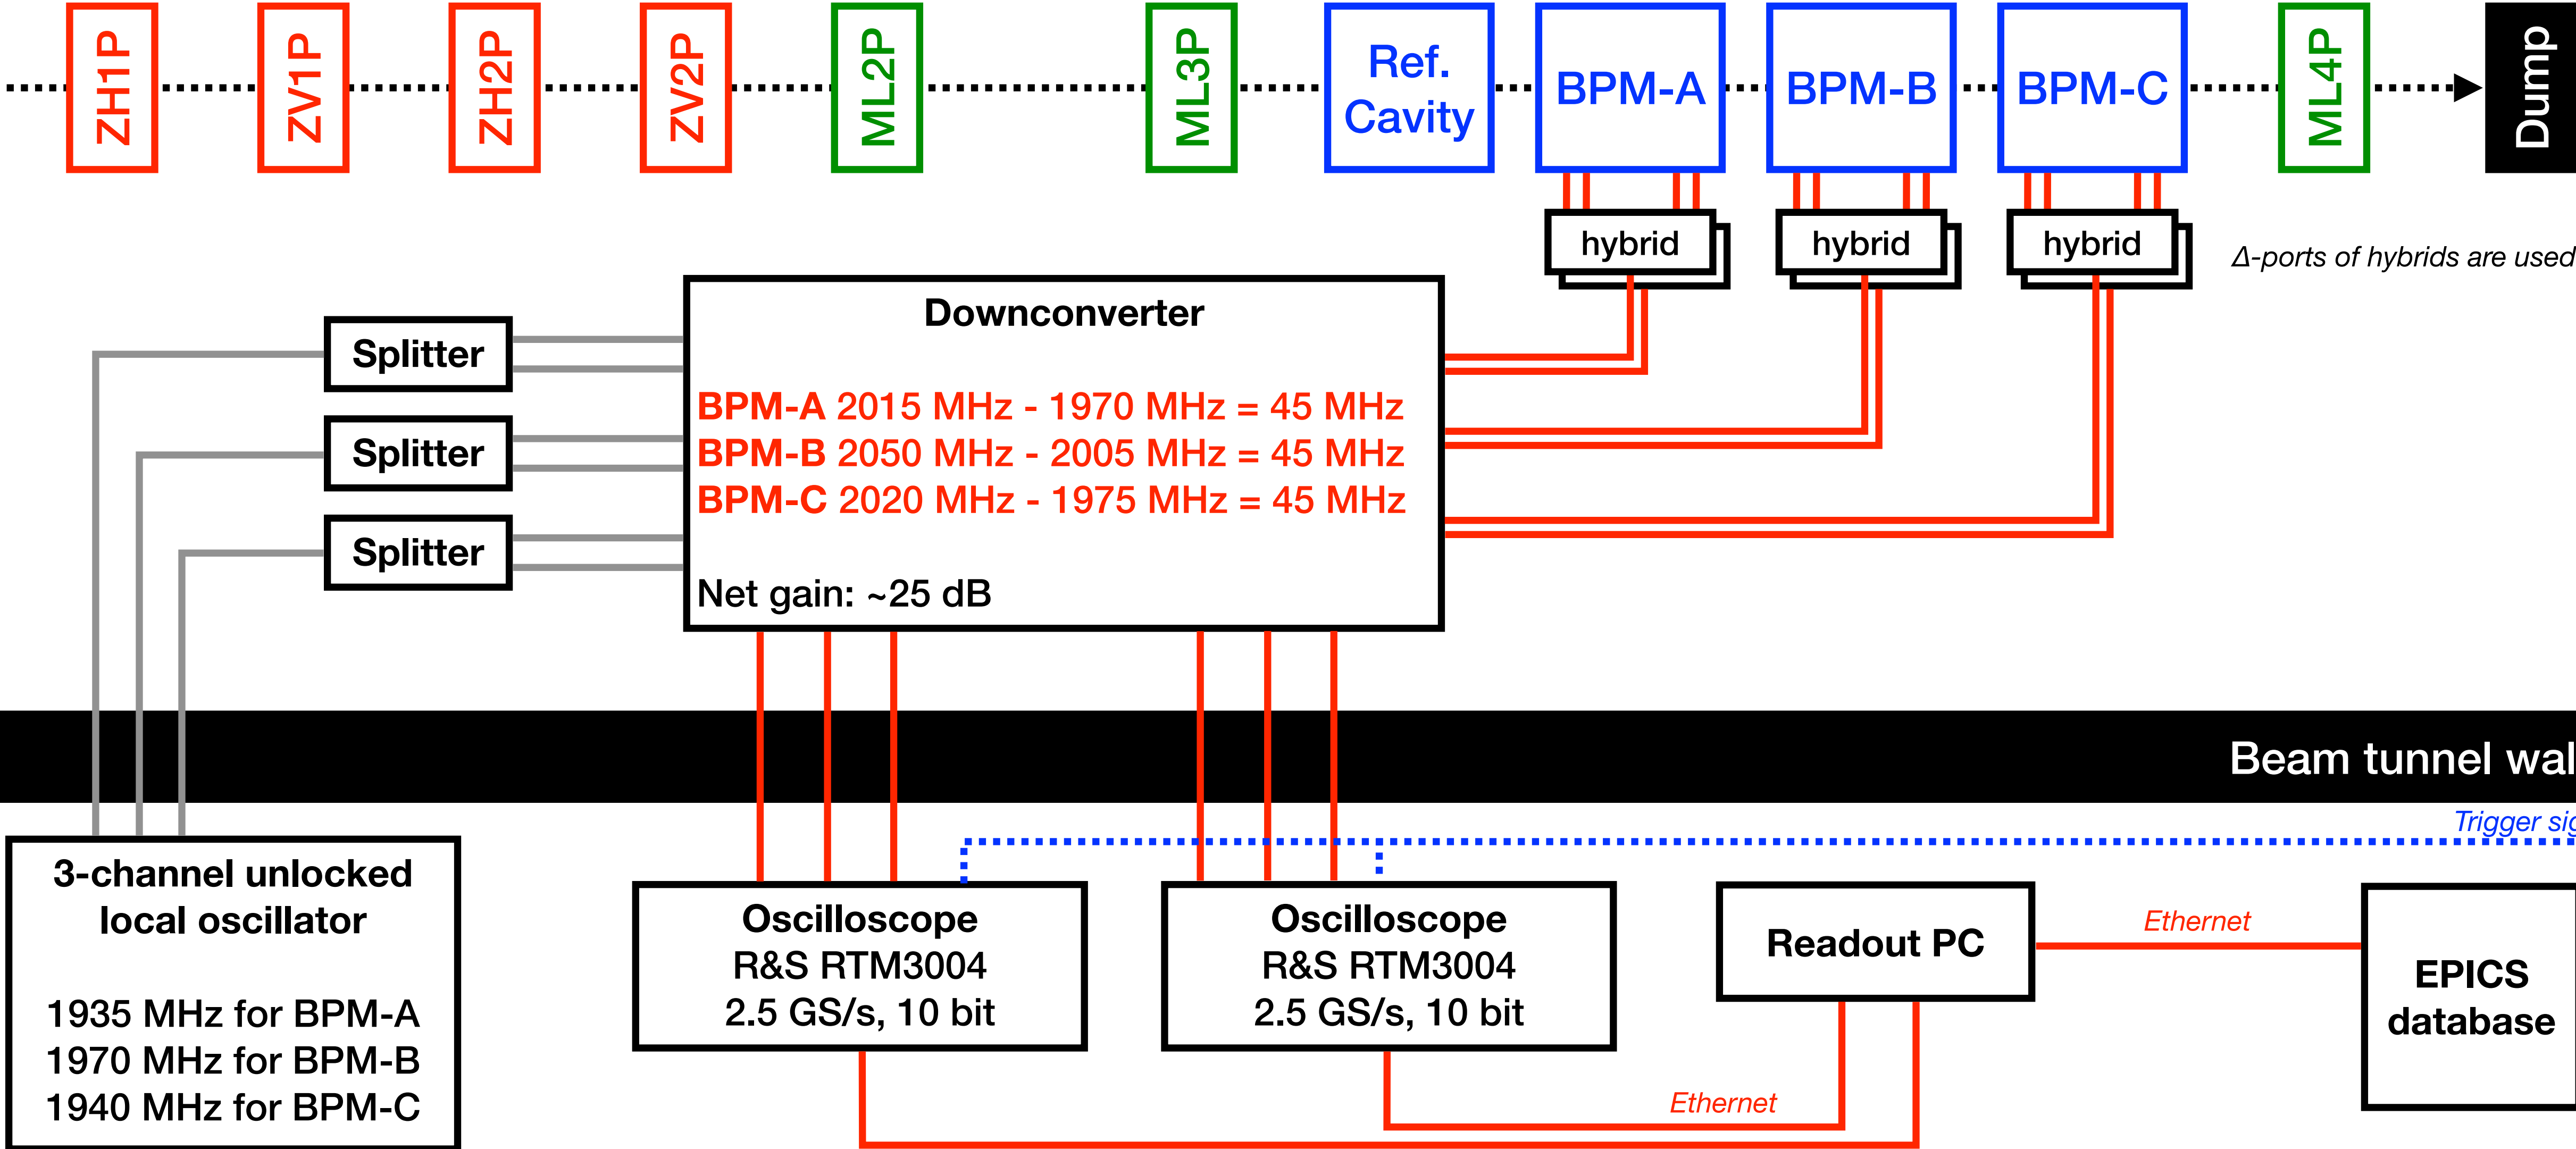 ZH1P
ZV1P
ZH2P
ZV2P
ML2P
ML3P
Ref.
Cavity
BPM-A
BPM-B
BPM-C
ML4P
Dump
hybrid
hybrid
hybrid
Δ-ports of hybrids are used
Downconverter
BPM-A 2015 MHz - 1970 MHz = 45 MHz
BPM-B 2050 MHz - 2005 MHz = 45 MHz
BPM-C 2020 MHz - 1975 MHz = 45 MHz
Net gain: ~25 dB
Splitter
Splitter
Splitter
Beam tunnel wal
Trigger sig
3-channel unlocked
local oscillator
1935 MHz for BPM-A
1970 MHz for BPM-B
1940 MHz for BPM-C
Oscilloscope
R&S RTM3004
2.5 GS/s, 10 bit
Oscilloscope
R&S RTM3004
2.5 GS/s, 10 bit
Readout PC
Ethernet
EPICS
database
Ethernet